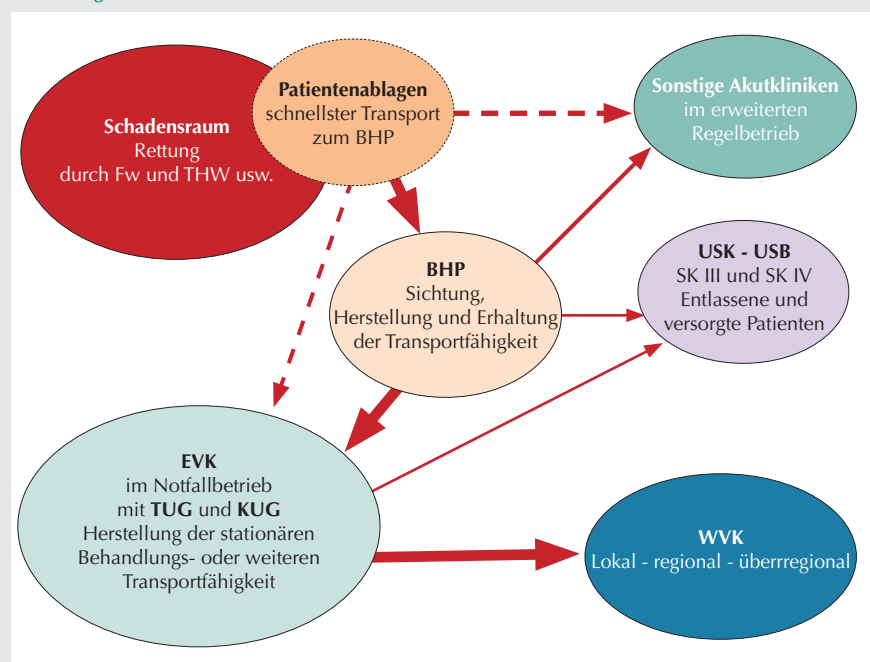 Patientenablagen
schnellster Transport
zum BHP
Schadensraum
Rettung
durch Fw und THW usw.
Sonstige Akutkliniken
im erweiterten
Regelbetrieb
BHP
Sichtung,
Herstellung und Erhaltung
der Transportfähigkeit
USK - USB
SK III und SK IV
Entlassene und
versorgte Patienten
EVK
im Notfallbetrieb
mit TUG und KUG
Herstellung der stationären
Behandlungs- oder weiteren
Transportfähigkeit
WVK
Lokal - regional - überrregional